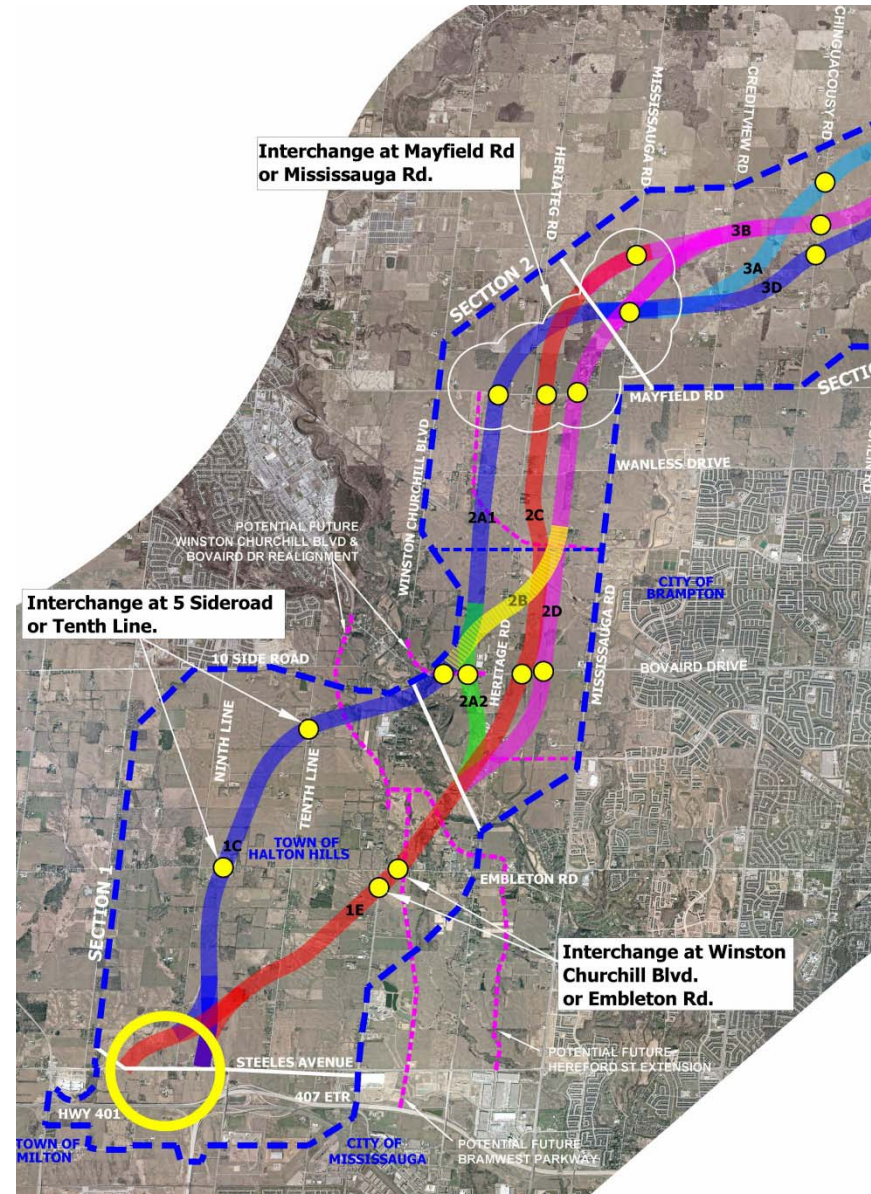 CHINGUACOUSY RD
CREDITVIEW RD
MISSISSAUGA RD
HERIATEG RD
Interchange at Mayfield Rd
or Mississauga Rd.
3B
3A
3D
SECTION 2
MAYFIELD RD
WANLESS DRIVE
WINSTON CHURCHILL BLVD
2A1
2C
POTENTIAL FUTURE
WINSTON CHURCHILL BLVD &
BOVAIRD DR REALIGNMENT
CITY OF
BRAMPTON
2B
2D
Interchange at 5 Sideroad
or Tenth Line.
HERITAGE RD
MISSISSAUGA RD
10 SIDE ROAD
BOVAIRD DRIVE
2A2
NINTH LINE
TENTH LINE
1C
TOWN OF
HALTON HILLS
EMBLETON RD
SECTION 1
1E
Interchange at Winston
Churchill Blvd.
or Embleton Rd.
STEELES AVENUE
POTENTIAL FUTURE
HEREFORD ST EXTENSION
407 ETR
HWY 401
TOWN OF
MILTON
CITY OF
MISSISSAUGA
POTENTIAL FUTURE
BRAMWEST PARKWAY